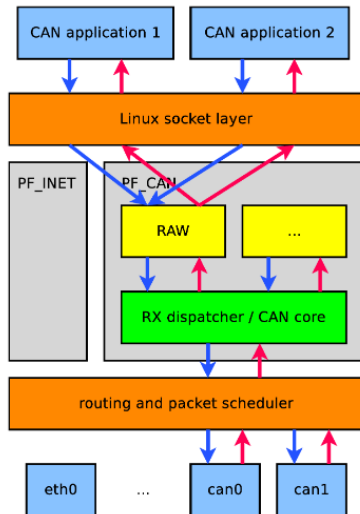 CAN application 1
CAN application 2
Linux socket layer
PF_INET
PF_CAN
RAW
...
RX dispatcher / CAN core
routing and packet scheduler
eth0
...
can0
can1